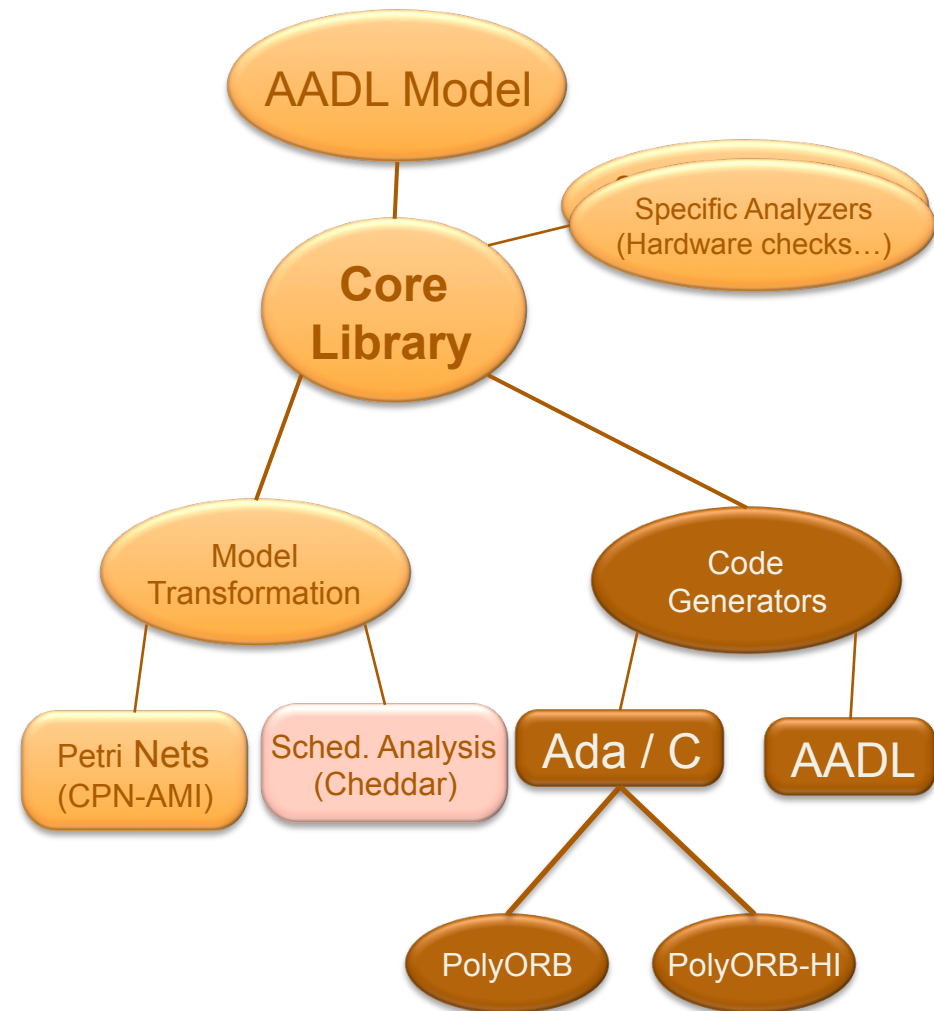 AADL Model
Specific Analyzers
(Hardware checks…)
Core
Library
Model
Transformation
Code
Generators
Petri Nets
(CPN-AMI)
Sched. Analysis
(Cheddar)
Ada / C
AADL
PolyORB
PolyORB-HI